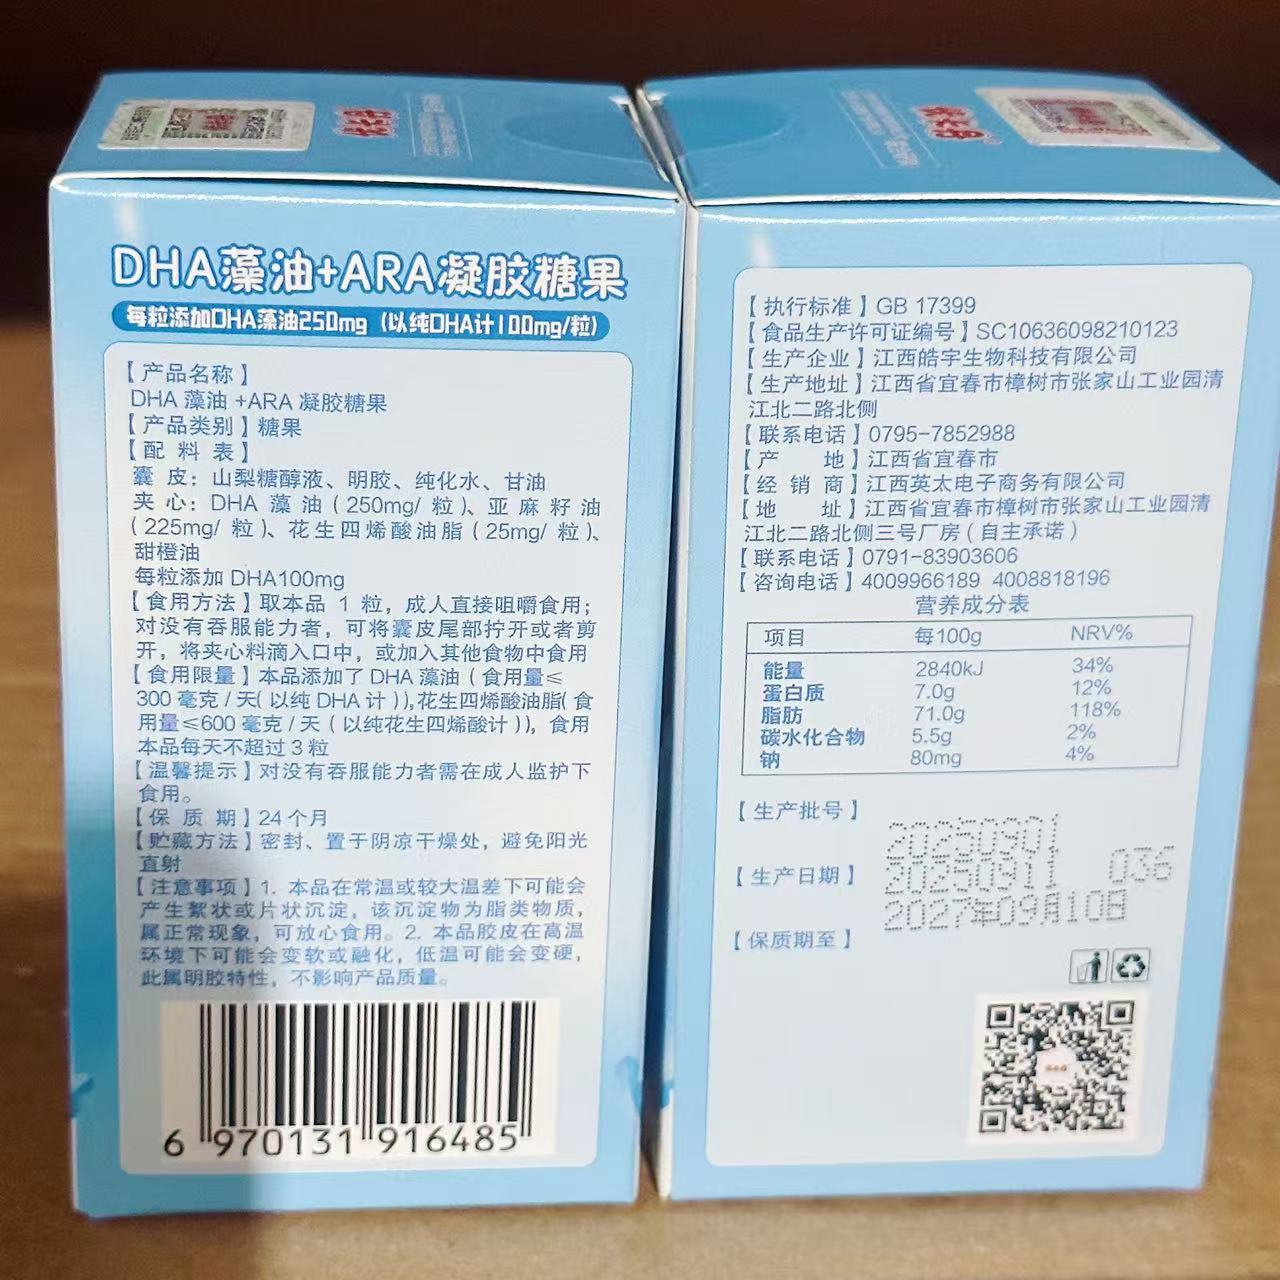 DHA藻油+ARA凝胶糖果
每粒添加DHA藻油250mg（以纯DHA计100mg/粒）
【产品名称】
DHA 藻油 +ARA 凝胶糖果
【产品类别】糖果
【配 料 表】
囊 皮：山梨糖醇液、明胶、纯化水、甘油
夹心：DHA 藻油（250mg/ 粒）、亚麻籽油
（225mg/ 粒）、花生四烯酸油脂（25mg/ 粒）、
甜橙油
每粒添加 DHA100mg
【食用方法】取本品 1 粒，成人直接咀嚼食用；
对没有吞服能力者，可将囊皮尾部拧开或者剪
开，将夹心料滴入口中，或加入其他食物中食用
【食用限量】本品添加了 DHA 藻油（食用量≤
300 毫克 / 天（以纯 DHA 计）），花生四烯酸油脂（食
用量≤600 毫克 / 天（以纯花生四烯酸计）），食用
本品每天不超过 3 粒
【温馨提示】对没有吞服能力者需在成人监护下
食用。
【保 质 期】24 个月
【贮藏方法】密封、置于阴凉干燥处，避免阳光
直射
【注意事项】1. 本品在常温或较大温差下可能会
产生絮状或片状沉淀，该沉淀物为脂类物质，
属正常现象，可放心食用。2. 本品胶皮在高温
环境下可能会变软或融化，低温可能会变硬，
此属明胶特性，不影响产品质量。
6 970131 916485
【执行标准】GB 17399
【食品生产许可证编号】SC10636098210123
【生产企业】江西皓宇生物科技有限公司
【生产地址】江西省宜春市樟树市张家山工业园清
江北二路北侧
【联系电话】0795-7852988
【产 地】江西省宜春市
【经 销 商】江西英太电子商务有限公司
【地 址】江西省宜春市樟树市张家山工业园清
江北二路北侧三号厂房（自主承诺）
【联系电话】0791-83903606
【咨询电话】4009966189 4008818196
营养成分表
项目 每100g NRV%
能量 2840kJ 34%
蛋白质 7.0g 12%
脂肪 71.0g 118%
碳水化合物 5.5g 2%
钠 80mg 4%
【生产批号】 20250901
【生产日期】 20250911 036
【保质期至】 2027年09月10日